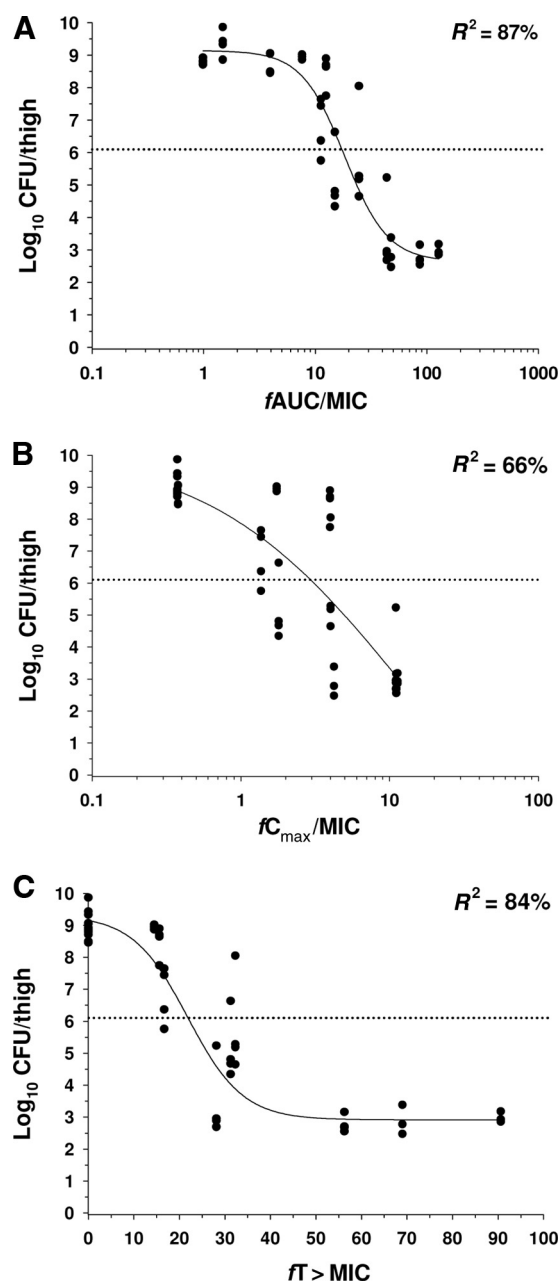 A
R² = 87%
10
9
8
7
6
5
4
3
2
1
0
Log₁₀ CFU/thigh
0.1 1 10 100 1000
fAUC/MIC
B
R² = 66%
10
9
8
7
6
5
4
3
2
1
0
Log₁₀ CFU/thigh
0.1 1 10 100
fCmax/MIC
C
R² = 84%
10
9
8
7
6
5
4
3
2
1
0
Log₁₀ CFU/thigh
0 10 20 30 40 50 60 70 80 90 100
fT > MIC